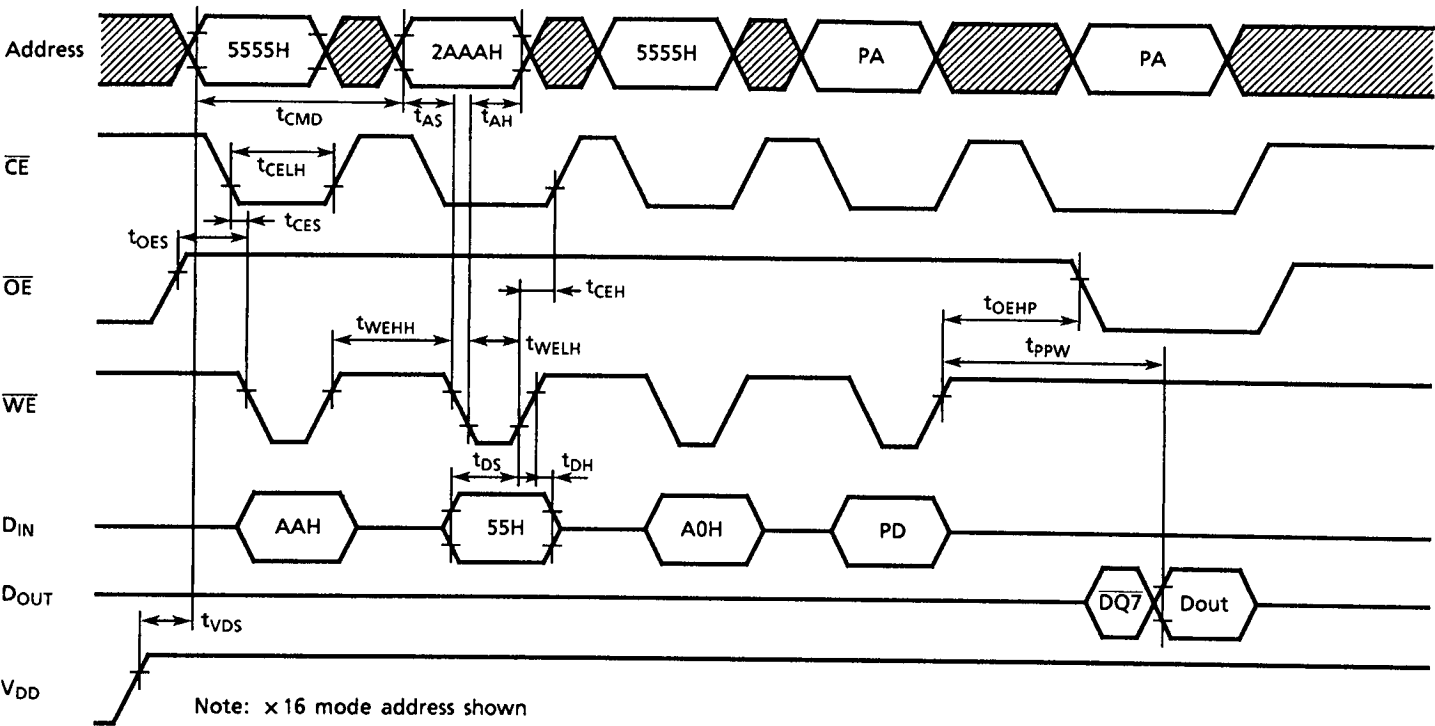 Address 5555H 2AAAH 5555H PA PA
tCMD tAS tAH
CE tCELH
tCES
tOES
OE tCEH tOEHP
tWEHH tWELH tPPW
WE
tDS tDH
DIN AAH 55H A0H PD
DOUT DQ7 Dout
tVDS
VDD
Note: ×16 mode address shown